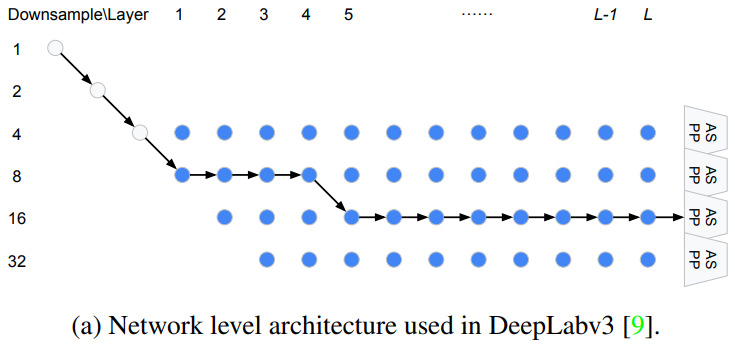 Downsample\Layer 1 2 3 4 5 ...... L-1 L
1
2
4
AS PP
8
AS PP
16
AS PP
32
AS PP
(a) Network level architecture used in DeepLabv3 [9].